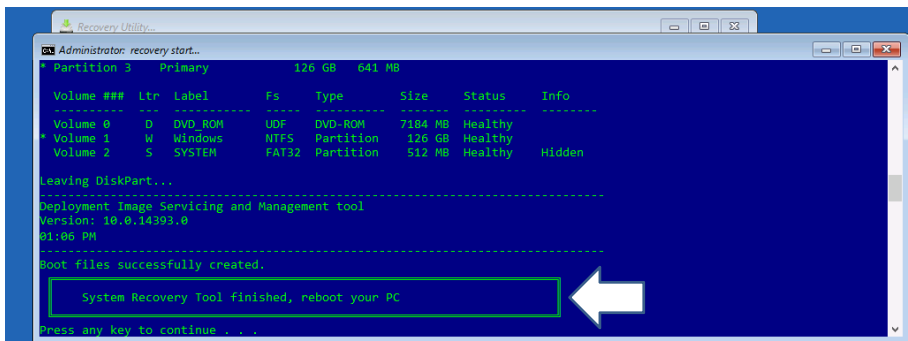 Recovery Utility...
Administrator: recovery start...
* Partition 3    Primary            126 GB   641 MB
Volume ###  Ltr  Label        Fs     Type        Size     Status     Info
----------  ---  -----------  -----  ----------  -------  ---------  --------
Volume 0     D   DVD_ROM      UDF    DVD-ROM     7184 MB  Healthy
* Volume 1     W   Windows      NTFS   Partition    126 GB  Healthy
Volume 2     S   SYSTEM       FAT32  Partition    512 MB  Healthy    Hidden
Leaving DiskPart...
--------------------------------------------------------------------------------
Deployment Image Servicing and Management tool
Version: 10.0.14393.0
01:06 PM
--------------------------------------------------------------------------------
Boot files successfully created.
System Recovery Tool finished, reboot your PC
Press any key to continue . . .